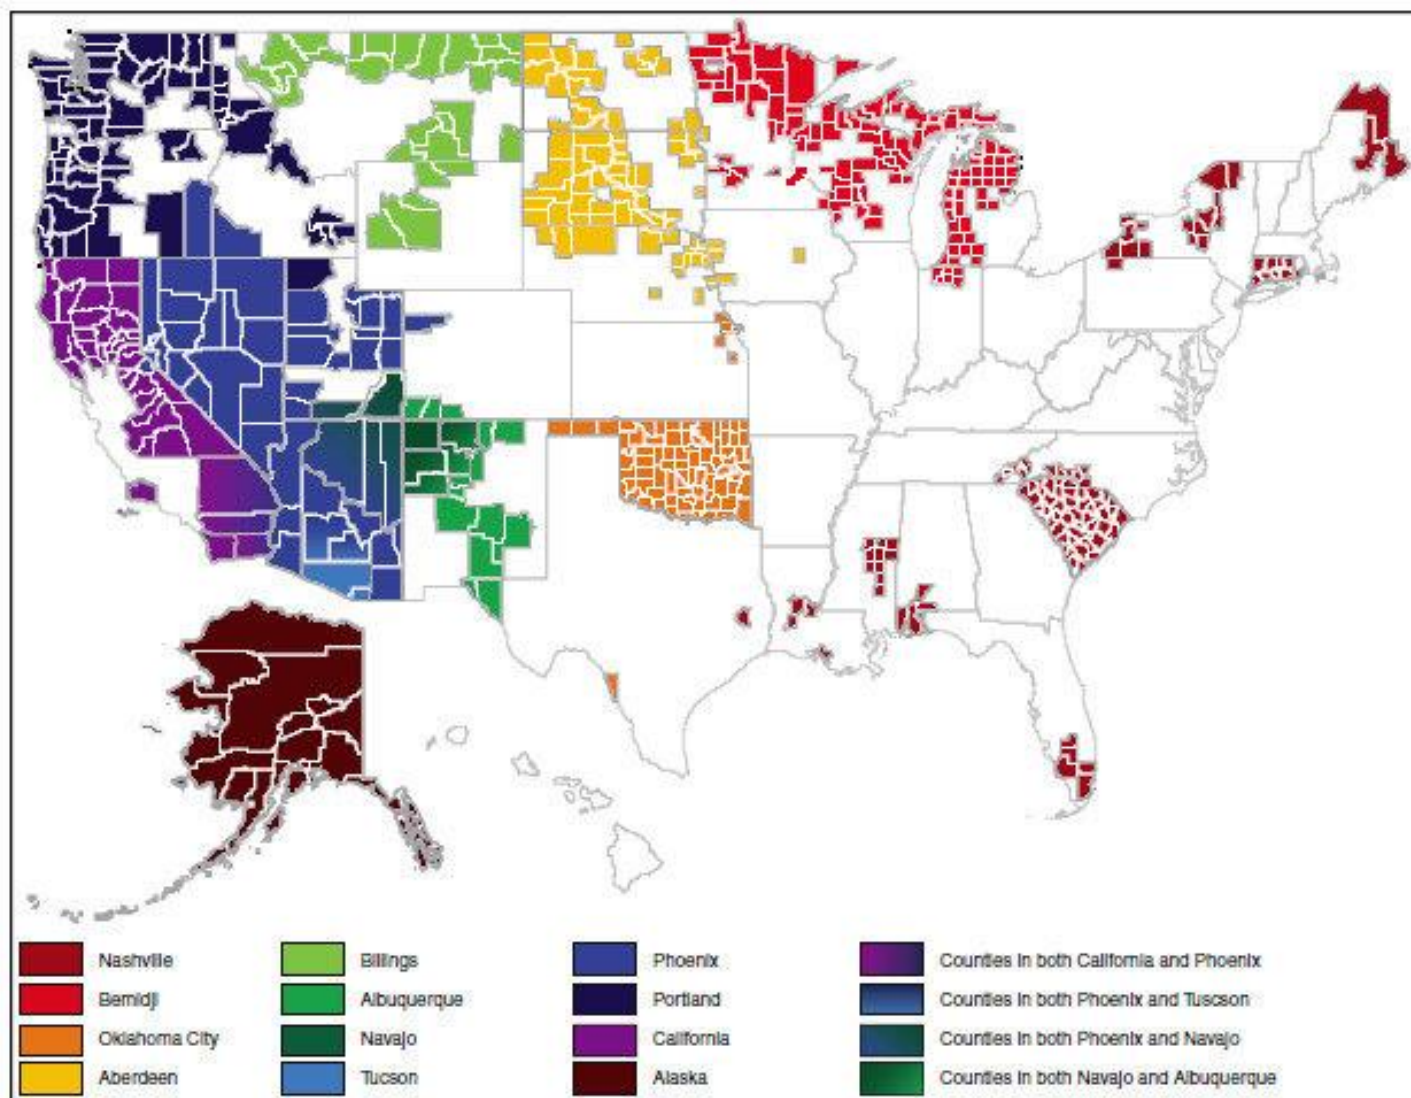 Nashville
Bemidji
Oklahoma City
Aberdeen
Billings
Albuquerque
Navajo
Tucson
Phoenix
Portland
California
Alaska
Counties in both California and Phoenix
Counties in both Phoenix and Tuscson
Counties in both Phoenix and Navajo
Counties in both Navajo and Albuquerque